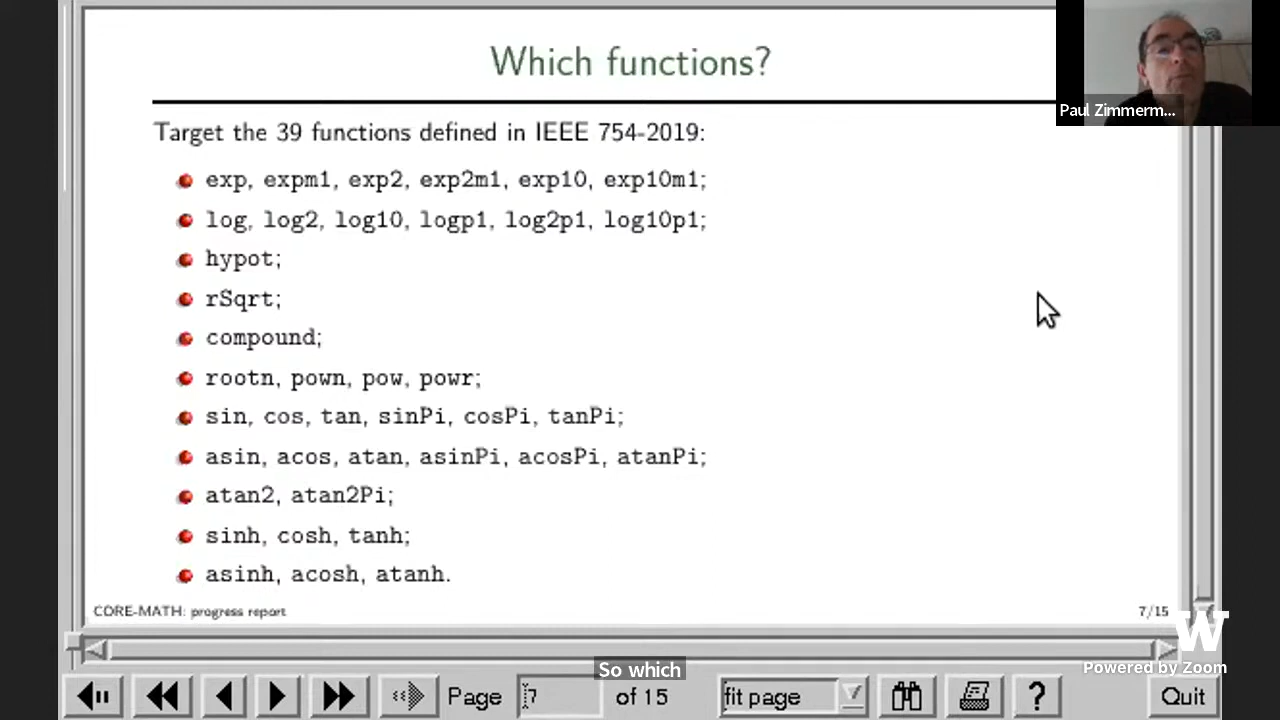 Which functions?
Paul Zimmerm...
Target the 39 functions defined in IEEE 754-2019:
exp, expm1, exp2, exp2m1, exp10, exp10m1;
log, log2, log10, logp1, log2p1, log10p1;
hypot;
rSqrt;
compound;
rootn, pown, pow, powr;
sin, cos, tan, sinPi, cosPi, tanPi;
asin, acos, atan, asinPi, acosPi, atanPi;
atan2, atan2Pi;
sinh, cosh, tanh;
asinh, acosh, atanh.
CORE-MATH: progress report
7/15
W
Powered by Zoom
So which
Page 7 of 15 fit page ? Quit